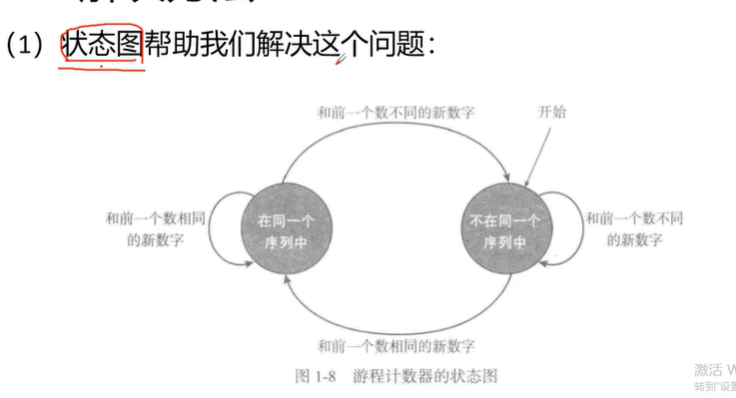 (1) 状态图帮助我们解决这个问题：
和前一个数不同的新数字
开始
和前一个数相同
的新数字
在同一个
序列中
不在同一个
序列中
和前一个数不同
的新数字
和前一个数相同的新数字
图 1-8 游程计数器的状态图
激活 W
转到"设置